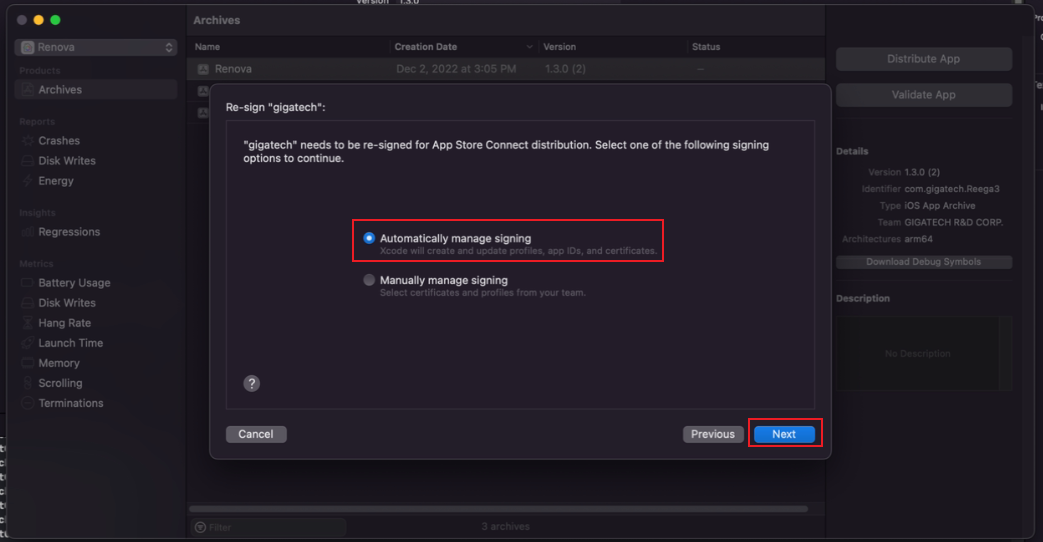 Version 1.3.0
Archives
Renova
Products
Archives
Reports
Crashes
Disk Writes
Energy
Insights
Regressions
Metrics
Battery Usage
Disk Writes
Hang Rate
Launch Time
Memory
Scrolling
Terminations
Name Creation Date Version Status
Renova Dec 2, 2022 at 3:05 PM 1.3.0 (2) --
Re-sign "gigatech":
"gigatech" needs to be re-signed for App Store Connect distribution. Select one of the following signing
options to continue.
Automatically manage signing
Xcode will create and update profiles, app IDs, and certificates.
Manually manage signing
Select certificates and profiles from your team.
?
Cancel Previous Next
Filter
3 archives
Distribute App
Validate App
Details
Version 1.3.0 (2)
Identifier com.gigatech.Reega3
Type iOS App Archive
Team GIGATECH R&D CORP.
Architectures arm64
Download Debug Symbols
Description
No Description